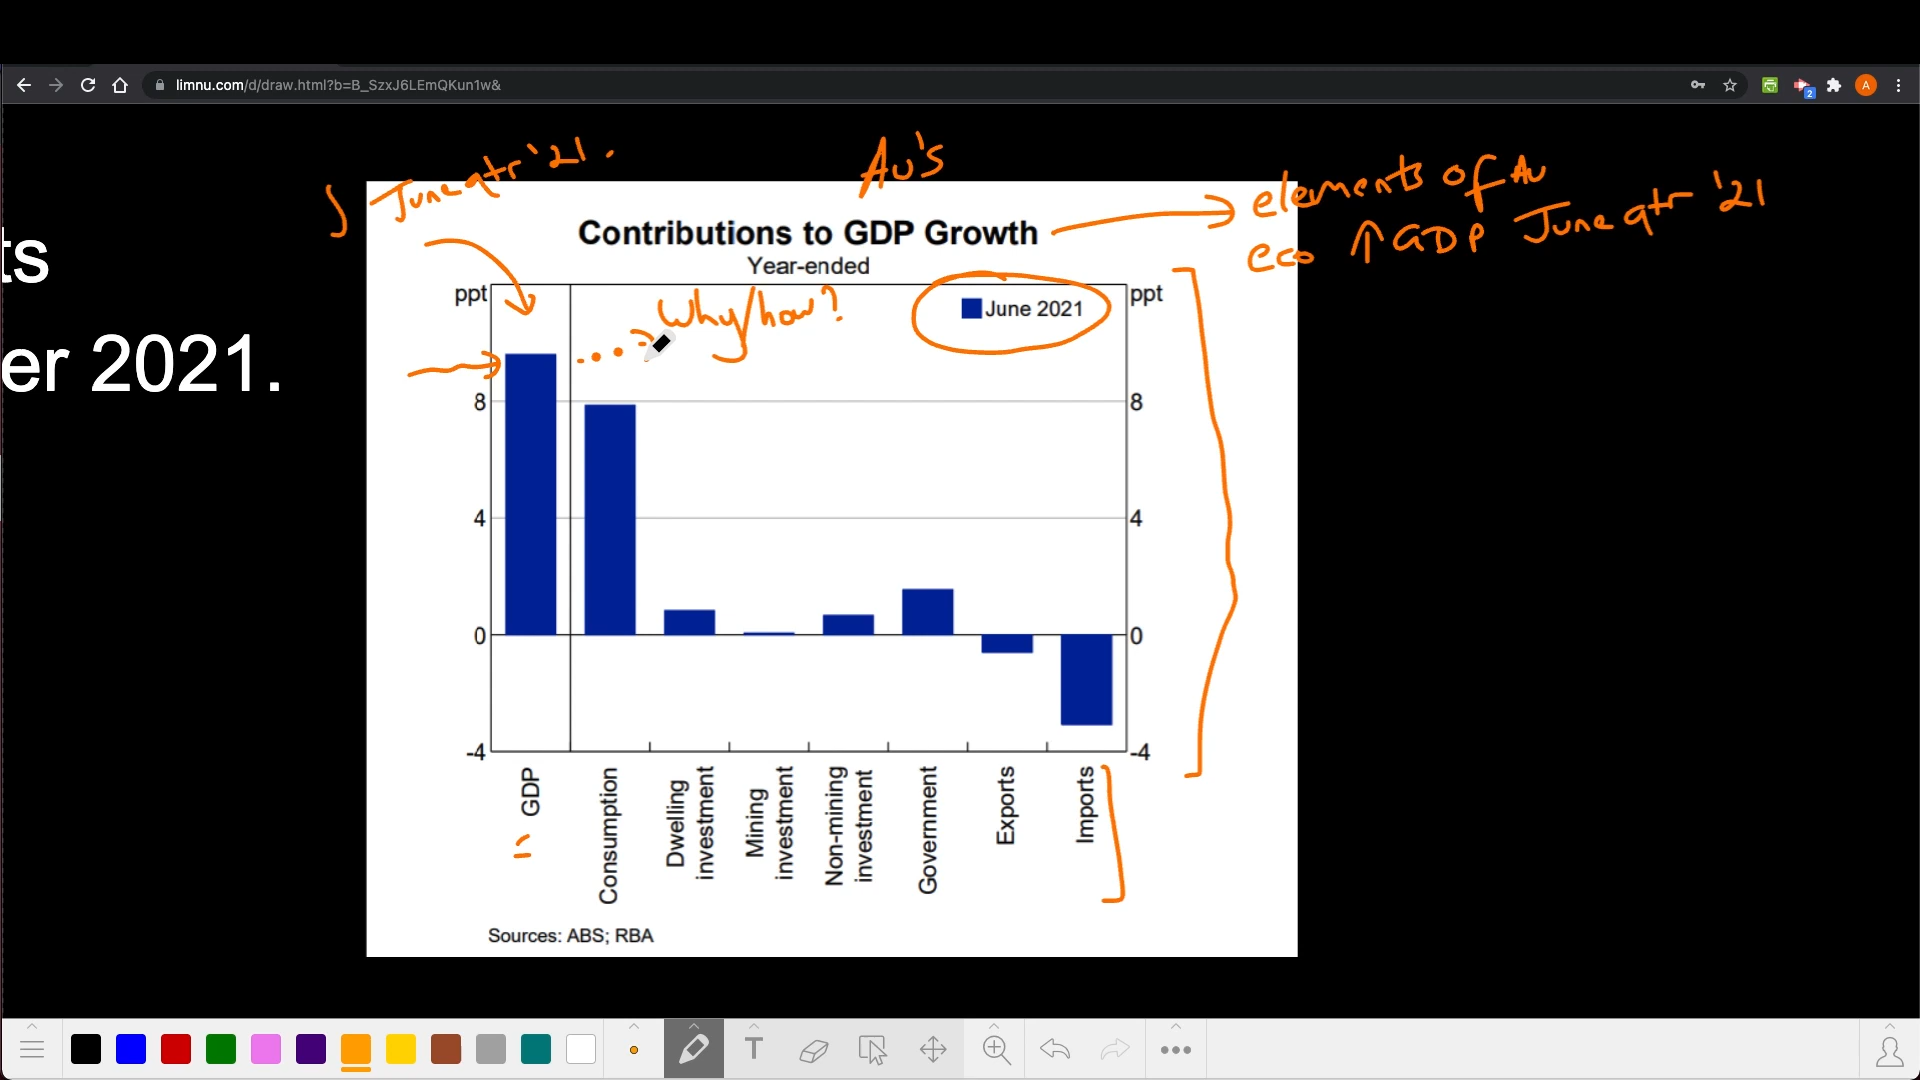 limnu.com/d/draw.html?b=B_SzxJ6LEmQKun1w&
2
A
June qtr '21.
Au's
elements of Au
eco ↑ GDP June qtr '21
ts
er 2021.
Contributions to GDP Growth
Year-ended
ppt
ppt
why/how?
June 2021
8
8
4
4
0
0
-4
-4
GDP
Consumption
Dwelling
investment
Mining
investment
Non-mining
investment
Government
Exports
Imports
=
Sources: ABS; RBA
T